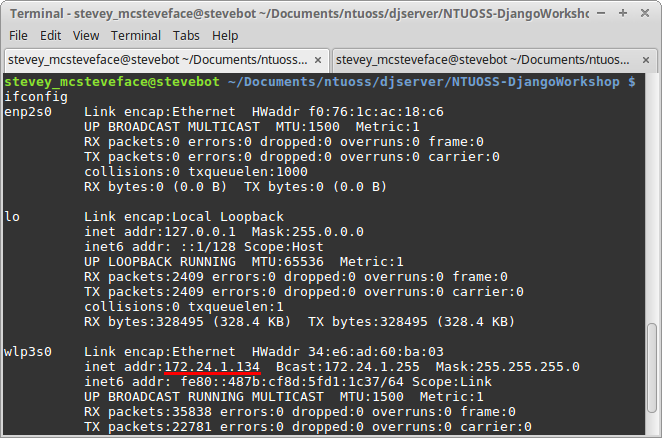 Terminal - stevey_mcsteveface@stevebot ~/Documents/ntuoss/djserver/NTUOSS-DjangoWorksho
File Edit View Terminal Tabs Help
stevey_mcsteveface@stevebot ~/Documents/ntuoss... × stevey_mcsteveface@stevebot ~/Documents/ntuoss... ×
stevey_mcsteveface@stevebot ~/Documents/ntuoss/djserver/NTUOSS-DjangoWorkshop $
ifconfig
enp2s0 Link encap:Ethernet HWaddr f0:76:1c:ac:18:c6
UP BROADCAST MULTICAST MTU:1500 Metric:1
RX packets:0 errors:0 dropped:0 overruns:0 frame:0
TX packets:0 errors:0 dropped:0 overruns:0 carrier:0
collisions:0 txqueuelen:1000
RX bytes:0 (0.0 B) TX bytes:0 (0.0 B)
lo Link encap:Local Loopback
inet addr:127.0.0.1 Mask:255.0.0.0
inet6 addr: ::1/128 Scope:Host
UP LOOPBACK RUNNING MTU:65536 Metric:1
RX packets:2409 errors:0 dropped:0 overruns:0 frame:0
TX packets:2409 errors:0 dropped:0 overruns:0 carrier:0
collisions:0 txqueuelen:1
RX bytes:328495 (328.4 KB) TX bytes:328495 (328.4 KB)
wlp3s0 Link encap:Ethernet HWaddr 34:e6:ad:60:ba:03
inet addr:172.24.1.134 Bcast:172.24.1.255 Mask:255.255.255.0
inet6 addr: fe80::487b:cf8d:5fd1:1c37/64 Scope:Link
UP BROADCAST RUNNING MULTICAST MTU:1500 Metric:1
RX packets:35838 errors:0 dropped:0 overruns:0 frame:0
TX packets:22781 errors:0 dropped:0 overruns:0 carrier:0